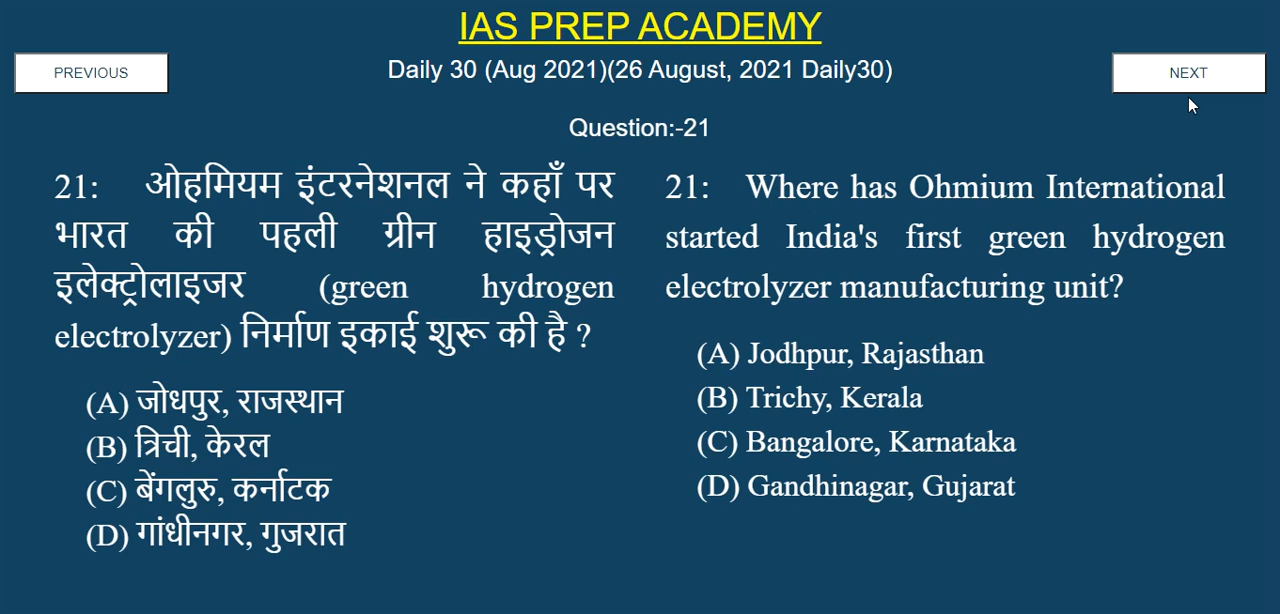 IAS PREP ACADEMY
PREVIOUS
Daily 30 (Aug 2021)(26 August, 2021 Daily30)
NEXT
Question:-21
21: ओहमियम इंटरनेशनल ने कहाँ पर
भारत की पहली ग्रीन हाइड्रोजन
इलेक्ट्रोलाइजर (green hydrogen
electrolyzer) निर्माण इकाई शुरू की है ?
(A) जोधपुर, राजस्थान
(B) त्रिची, केरल
(C) बेंगलुरु, कर्नाटक
(D) गांधीनगर, गुजरात
21: Where has Ohmium International
started India's first green hydrogen
electrolyzer manufacturing unit?
(A) Jodhpur, Rajasthan
(B) Trichy, Kerala
(C) Bangalore, Karnataka
(D) Gandhinagar, Gujarat